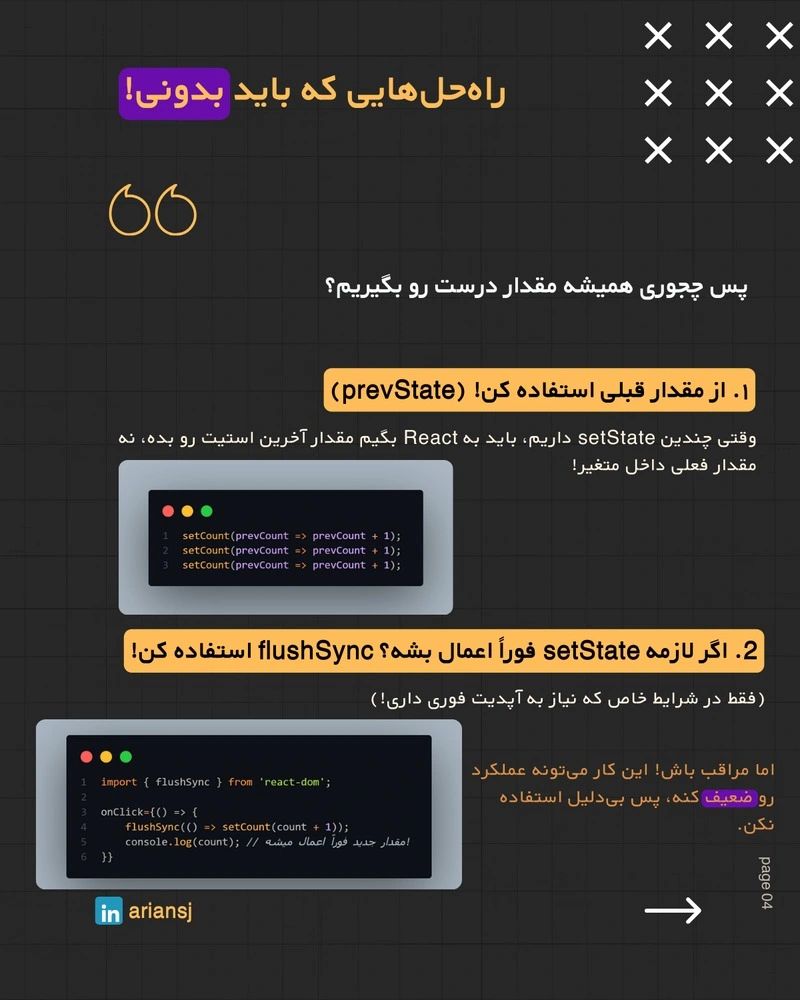 راه‌حل‌هایی که باید بدونی!
پس چجوری همیشه مقدار درست رو بگیریم؟
۱. از مقدار قبلی استفاده کن! (prevState)
وقتی چندین setState داریم، باید به React بگیم مقدار آخرین استیت رو بده، نه
مقدار فعلی داخل متغیر!
1 setCount(prevCount => prevCount + 1);
2 setCount(prevCount => prevCount + 1);
3 setCount(prevCount => prevCount + 1);
2. اگر لازمه setState فوراً اعمال بشه؟ flushSync استفاده کن!
(فقط در شرایط خاص که نیاز به آپدیت فوری داری!)
1 import { flushSync } from 'react-dom';
2
3 onClick={() => {
4 flushSync(() => setCount(count + 1));
5 console.log(count); // مقدار جدید فوراً اعمال میشه!
6 }}
اما مراقب باش! این کار می‌تونه عملکرد
رو ضعیف کنه، پس بی‌دلیل استفاده
نکن.
page 04
in ariansj